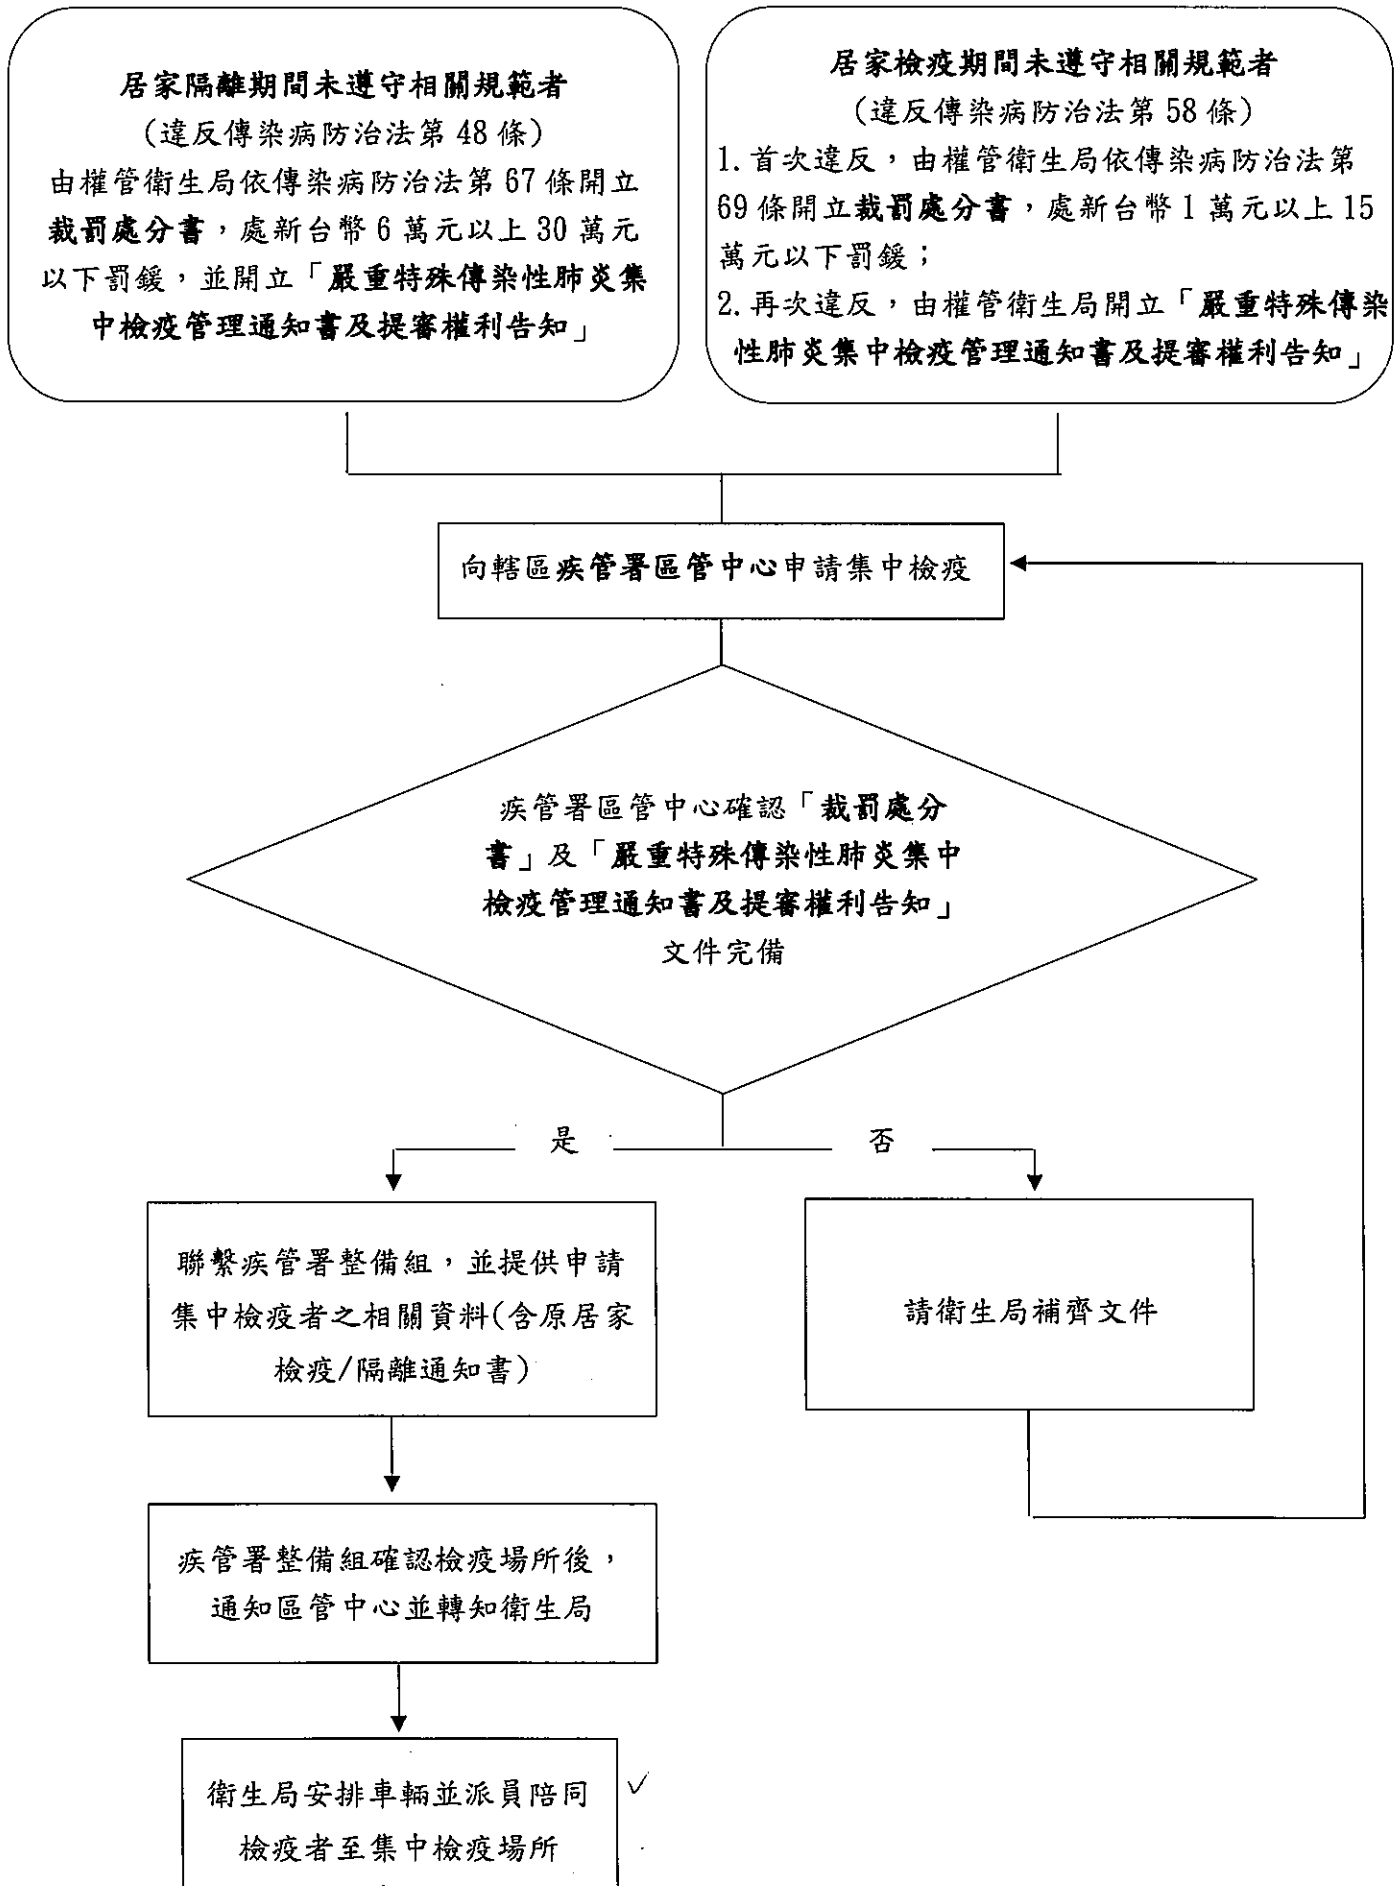 居家隔離期間未遵守相關規範者
(違反傳染病防治法第 48 條)
由權管衛生局依傳染病防治法第 67 條開立
裁罰處分書，處新台幣 6 萬元以上 30 萬元
以下罰鍰，並開立「嚴重特殊傳染性肺炎集
中檢疫管理通知書及提審權利告知」
居家檢疫期間未遵守相關規範者
(違反傳染病防治法第 58 條)
1. 首次違反，由權管衛生局依傳染病防治法第
69 條開立裁罰處分書，處新台幣 1 萬元以上 15
萬元以下罰鍰；
2. 再次違反，由權管衛生局開立「嚴重特殊傳染
性肺炎集中檢疫管理通知書及提審權利告知」
向轄區疾管署區管中心申請集中檢疫
疾管署區管中心確認「裁罰處分
書」及「嚴重特殊傳染性肺炎集中
檢疫管理通知書及提審權利告知」
文件完備
是
否
聯繫疾管署整備組，並提供申請
集中檢疫者之相關資料(含原居家
檢疫/隔離通知書)
請衛生局補齊文件
疾管署整備組確認檢疫場所後，
通知區管中心並轉知衛生局
衛生局安排車輛並派員陪同
檢疫者至集中檢疫場所